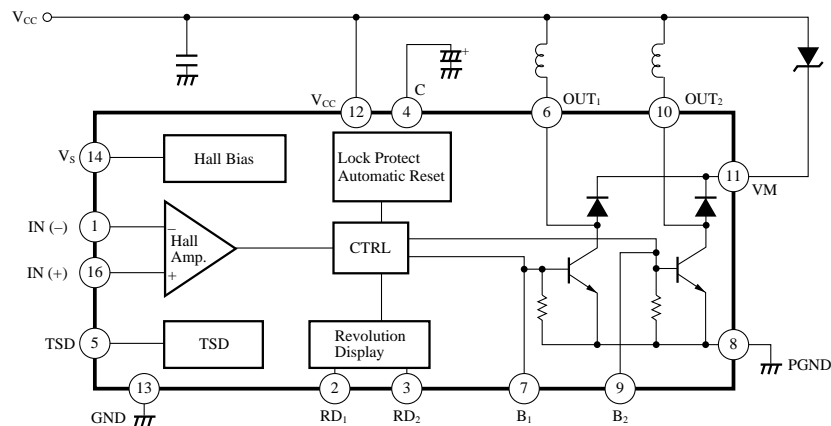 VCC
+
VCC
12
4
C
6
OUT1
10
OUT2
VS
14
Hall Bias
Lock Protect
Automatic Reset
11
VM
IN (–)
1
–
Hall
Amp.
+
CTRL
IN (+)
16
TSD
5
TSD
Revolution
Display
8
PGND
13
GND
2
RD1
3
RD2
7
B1
9
B2